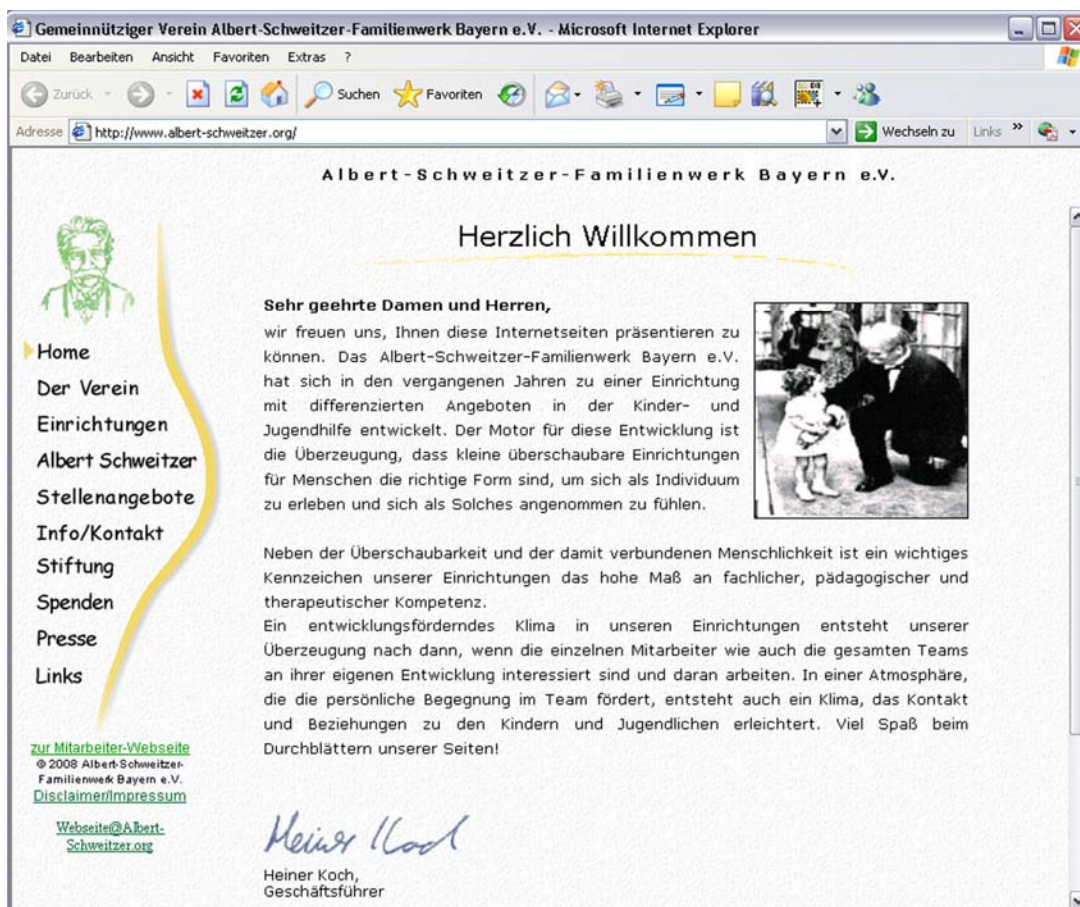 Gemeinnütziger Verein Albert-Schweitzer-Familienwerk Bayern e.V. - Microsoft Internet Explorer
Datei Bearbeiten Ansicht Favoriten Extras ?
Zurück Suchen Favoriten
Adresse http://www.albert-schweitzer.org/ Wechseln zu Links »
Albert-Schweitzer-Familienwerk Bayern e.V.
Herzlich Willkommen
Home
Der Verein
Einrichtungen
Albert Schweitzer
Stellenangebote
Info/Kontakt
Stiftung
Spenden
Presse
Links
zur Mitarbeiter-Webseite
© 2008 Albert-Schweitzer-
Familienwerk Bayern e.V.
Disclaimer/Impressum
Webseite@Albert-
Schweitzer.org
Sehr geehrte Damen und Herren,
wir freuen uns, Ihnen diese Internetseiten präsentieren zu
können. Das Albert-Schweitzer-Familienwerk Bayern e.V.
hat sich in den vergangenen Jahren zu einer Einrichtung
mit differenzierten Angeboten in der Kinder- und
Jugendhilfe entwickelt. Der Motor für diese Entwicklung ist
die Überzeugung, dass kleine überschaubare Einrichtungen
für Menschen die richtige Form sind, um sich als Individuum
zu erleben und sich als Solches angenommen zu fühlen.
Neben der Überschaubarkeit und der damit verbundenen Menschlichkeit ist ein wichtiges
Kennzeichen unserer Einrichtungen das hohe Maß an fachlicher, pädagogischer und
therapeutischer Kompetenz.
Ein entwicklungsförderndes Klima in unseren Einrichtungen entsteht unserer
Überzeugung nach dann, wenn die einzelnen Mitarbeiter wie auch die gesamten Teams
an ihrer eigenen Entwicklung interessiert sind und daran arbeiten. In einer Atmosphäre,
die die persönliche Begegnung im Team fördert, entsteht auch ein Klima, das Kontakt
und Beziehungen zu den Kindern und Jugendlichen erleichtert. Viel Spaß beim
Durchblättern unserer Seiten!
Heiner Koch
Heiner Koch,
Geschäftsführer